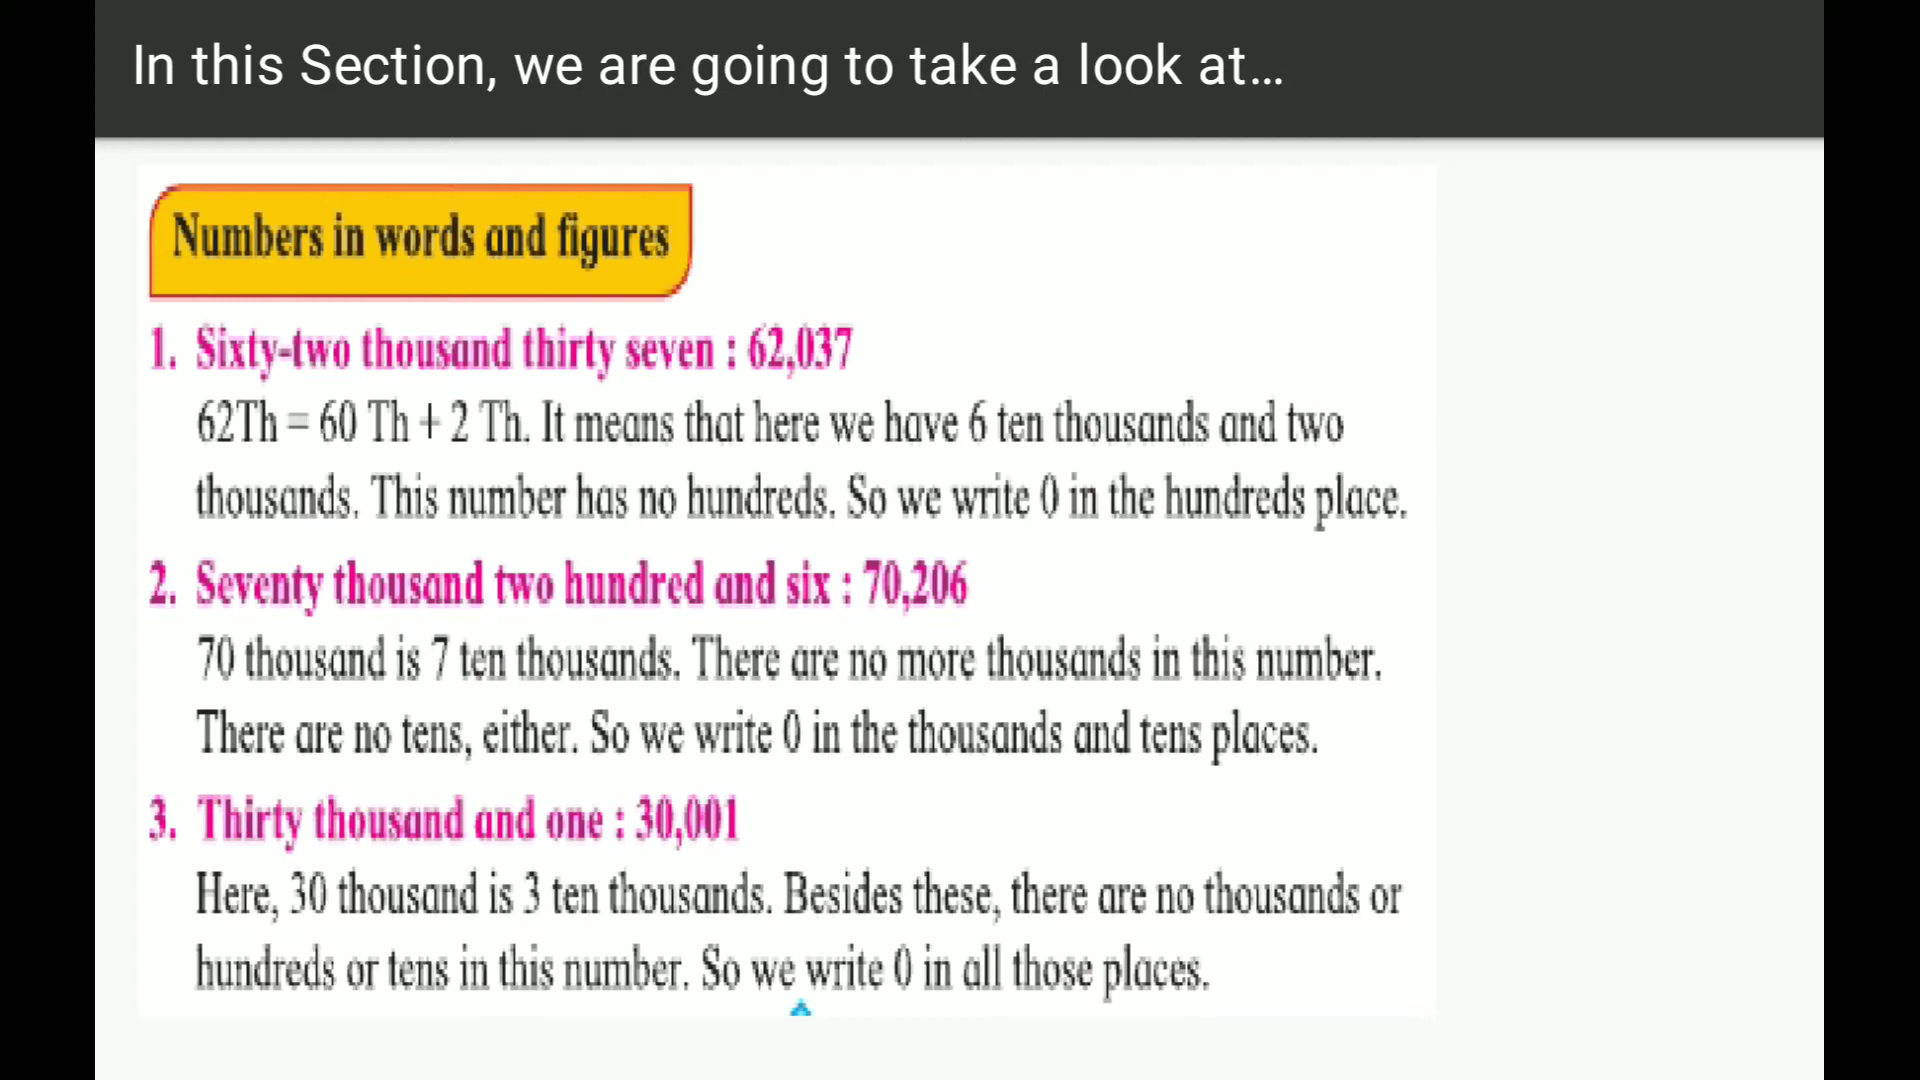 In this Section, we are going to take a look at...
Numbers in words and figures
1. Sixty-two thousand thirty seven : 62,037
62Th = 60 Th + 2 Th. It means that here we have 6 ten thousands and two
thousands. This number has no hundreds. So we write 0 in the hundreds place.
2. Seventy thousand two hundred and six : 70,206
70 thousand is 7 ten thousands. There are no more thousands in this number.
There are no tens, either. So we write 0 in the thousands and tens places.
3. Thirty thousand and one : 30,001
Here, 30 thousand is 3 ten thousands. Besides these, there are no thousands or
hundreds or tens in this number. So we write 0 in all those places.